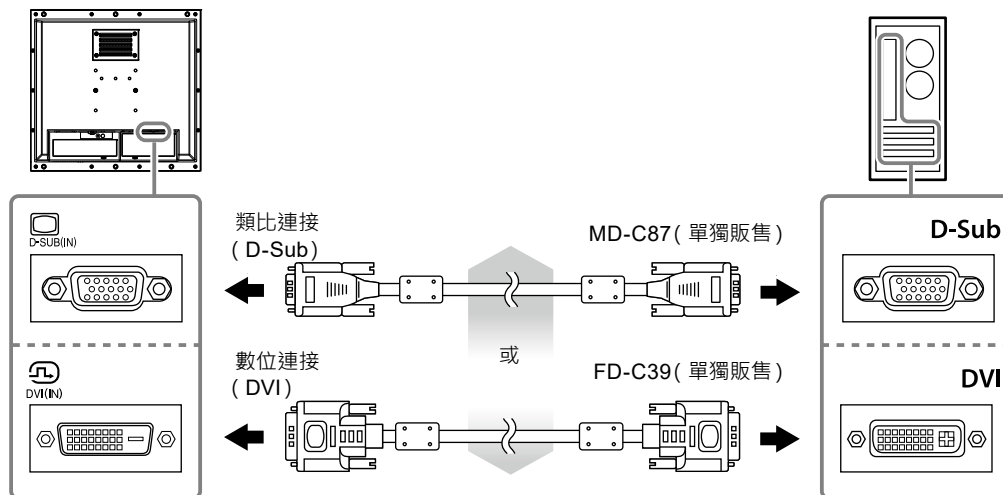 D-SUB(IN)
類比連接
( D-Sub)
MD-C87( 單獨販售 )
D-Sub
或
DVI(IN)
數位連接
( DVI)
FD-C39( 單獨販售 )
DVI